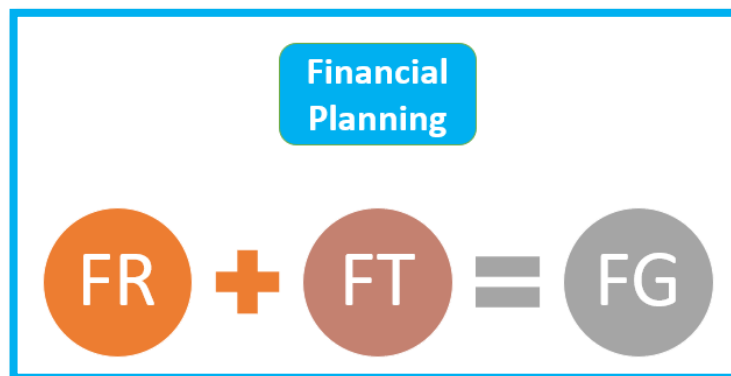 Financial
Planning
FR + FT = FG